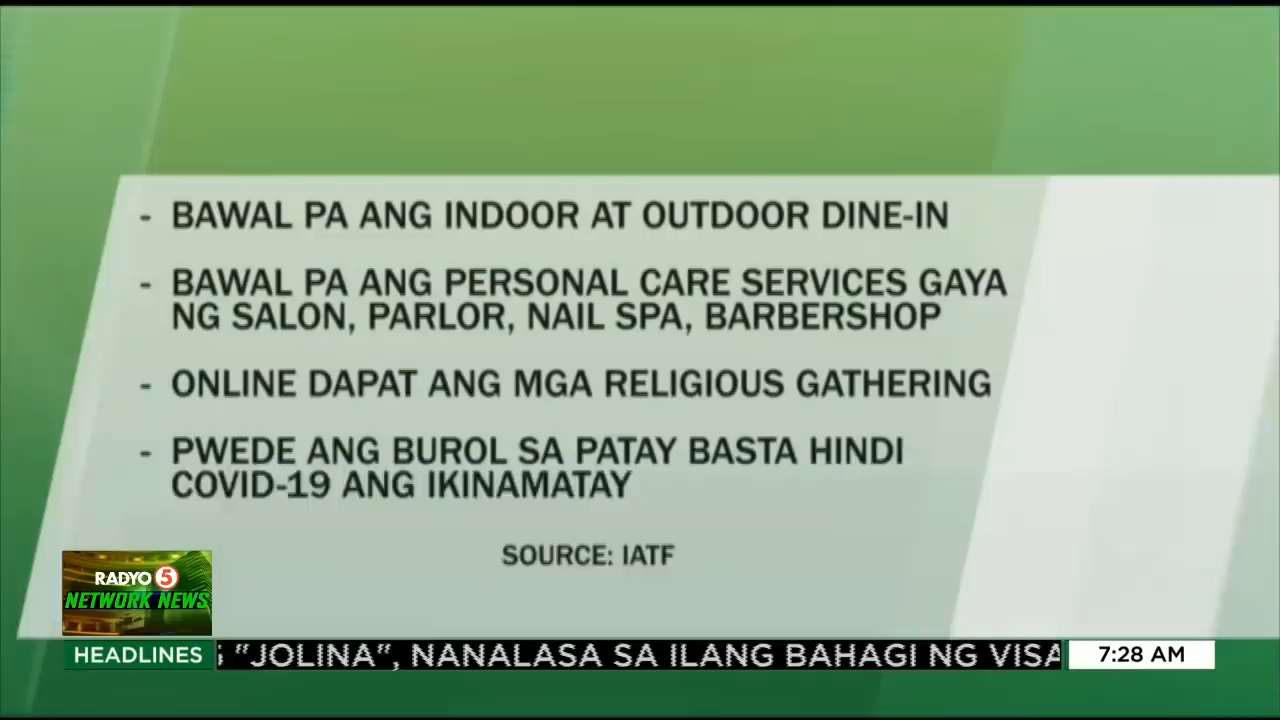 - BAWAL PA ANG INDOOR AT OUTDOOR DINE-IN
- BAWAL PA ANG PERSONAL CARE SERVICES GAYA
NG SALON, PARLOR, NAIL SPA, BARBERSHOP
- ONLINE DAPAT ANG MGA RELIGIOUS GATHERING
- PWEDE ANG BUROL SA PATAY BASTA HINDI
COVID-19 ANG IKINAMATAY
SOURCE: IATF
RADYO 5
NETWORK NEWS
HEADLINES
"JOLINA", NANALASA SA ILANG BAHAGI NG VISA
7:28 AM